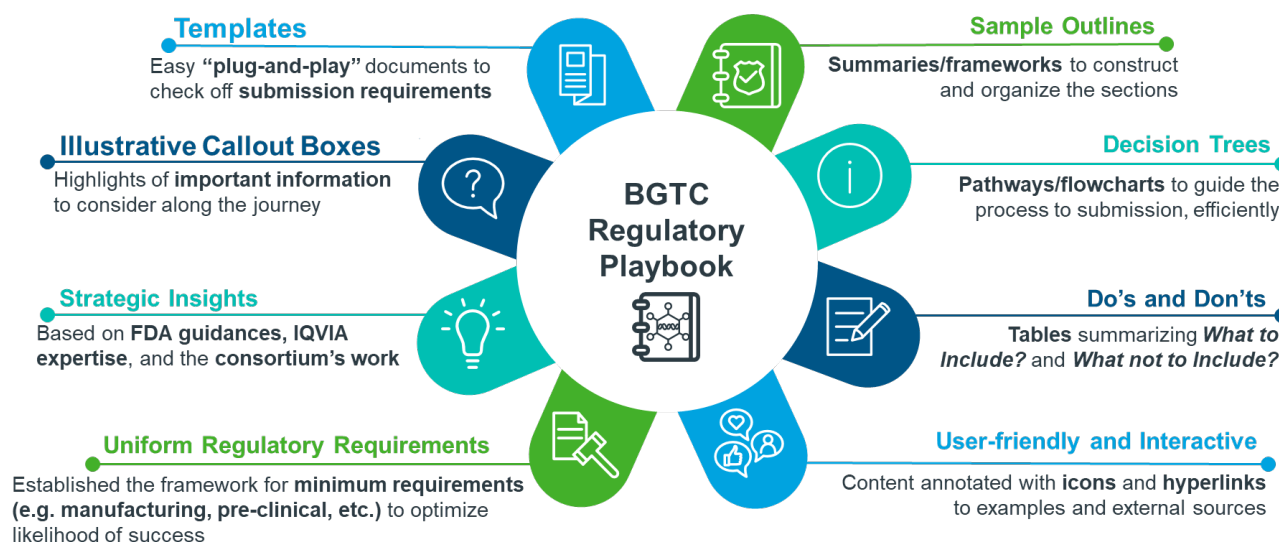 Templates
Easy “plug-and-play” documents to
check off submission requirements
Illustrative Callout Boxes
Highlights of important information
to consider along the journey
Strategic Insights
Based on FDA guidances, IQVIA
expertise, and the consortium’s work
Uniform Regulatory Requirements
Established the framework for minimum requirements
(e.g. manufacturing, pre-clinical, etc.) to optimize
likelihood of success
?
i
BGTC
Regulatory
Playbook
Sample Outlines
Summaries/frameworks to construct
and organize the sections
Decision Trees
Pathways/flowcharts to guide the
process to submission, efficiently
Do’s and Don’ts
Tables summarizing What to
Include? and What not to Include?
User-friendly and Interactive
Content annotated with icons and hyperlinks
to examples and external sources